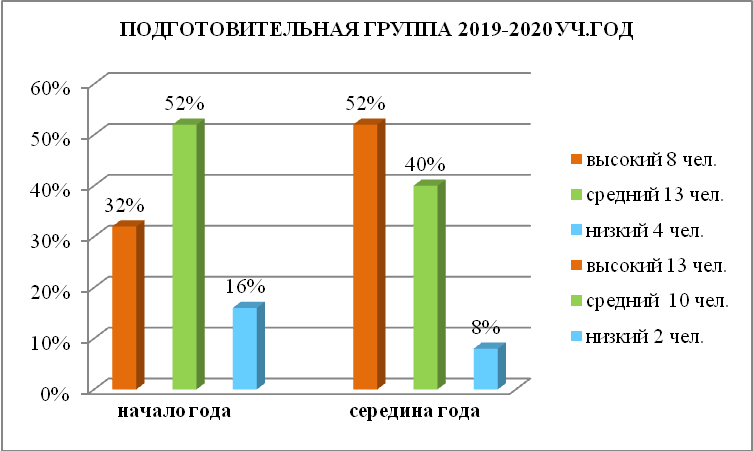 ПОДГОТОВИТЕЛЬНАЯ ГРУППА 2019-2020 УЧ.ГОД
60%
50%
40%
30%
20%
10%
0%
32%
52%
16%
52%
40%
8%
начало года
середина года
высокий 8 чел.
средний 13 чел.
низкий 4 чел.
высокий 13 чел.
средний 10 чел.
низкий 2 чел.